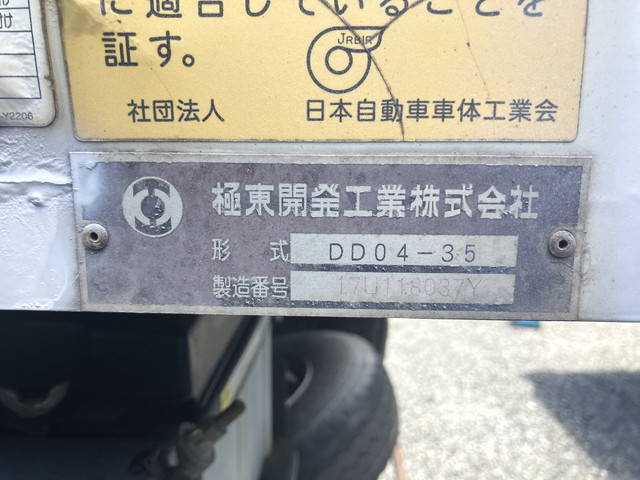 に適合していることを
証す。
JRBIR
社団法人 日本自動車車体工業会
-Y2206
極東開発工業株式会社
形式 DD04-35
製造番号 17U118037Y